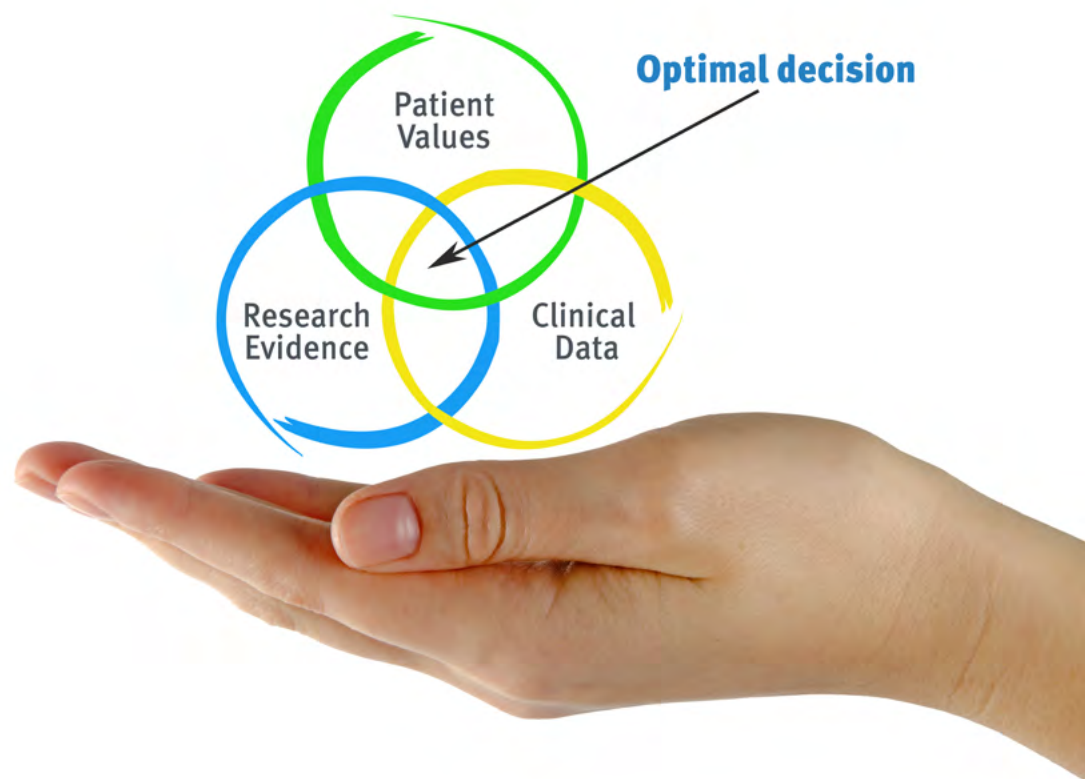 Optimal decision
Patient
Values
Research
Evidence
Clinical
Data